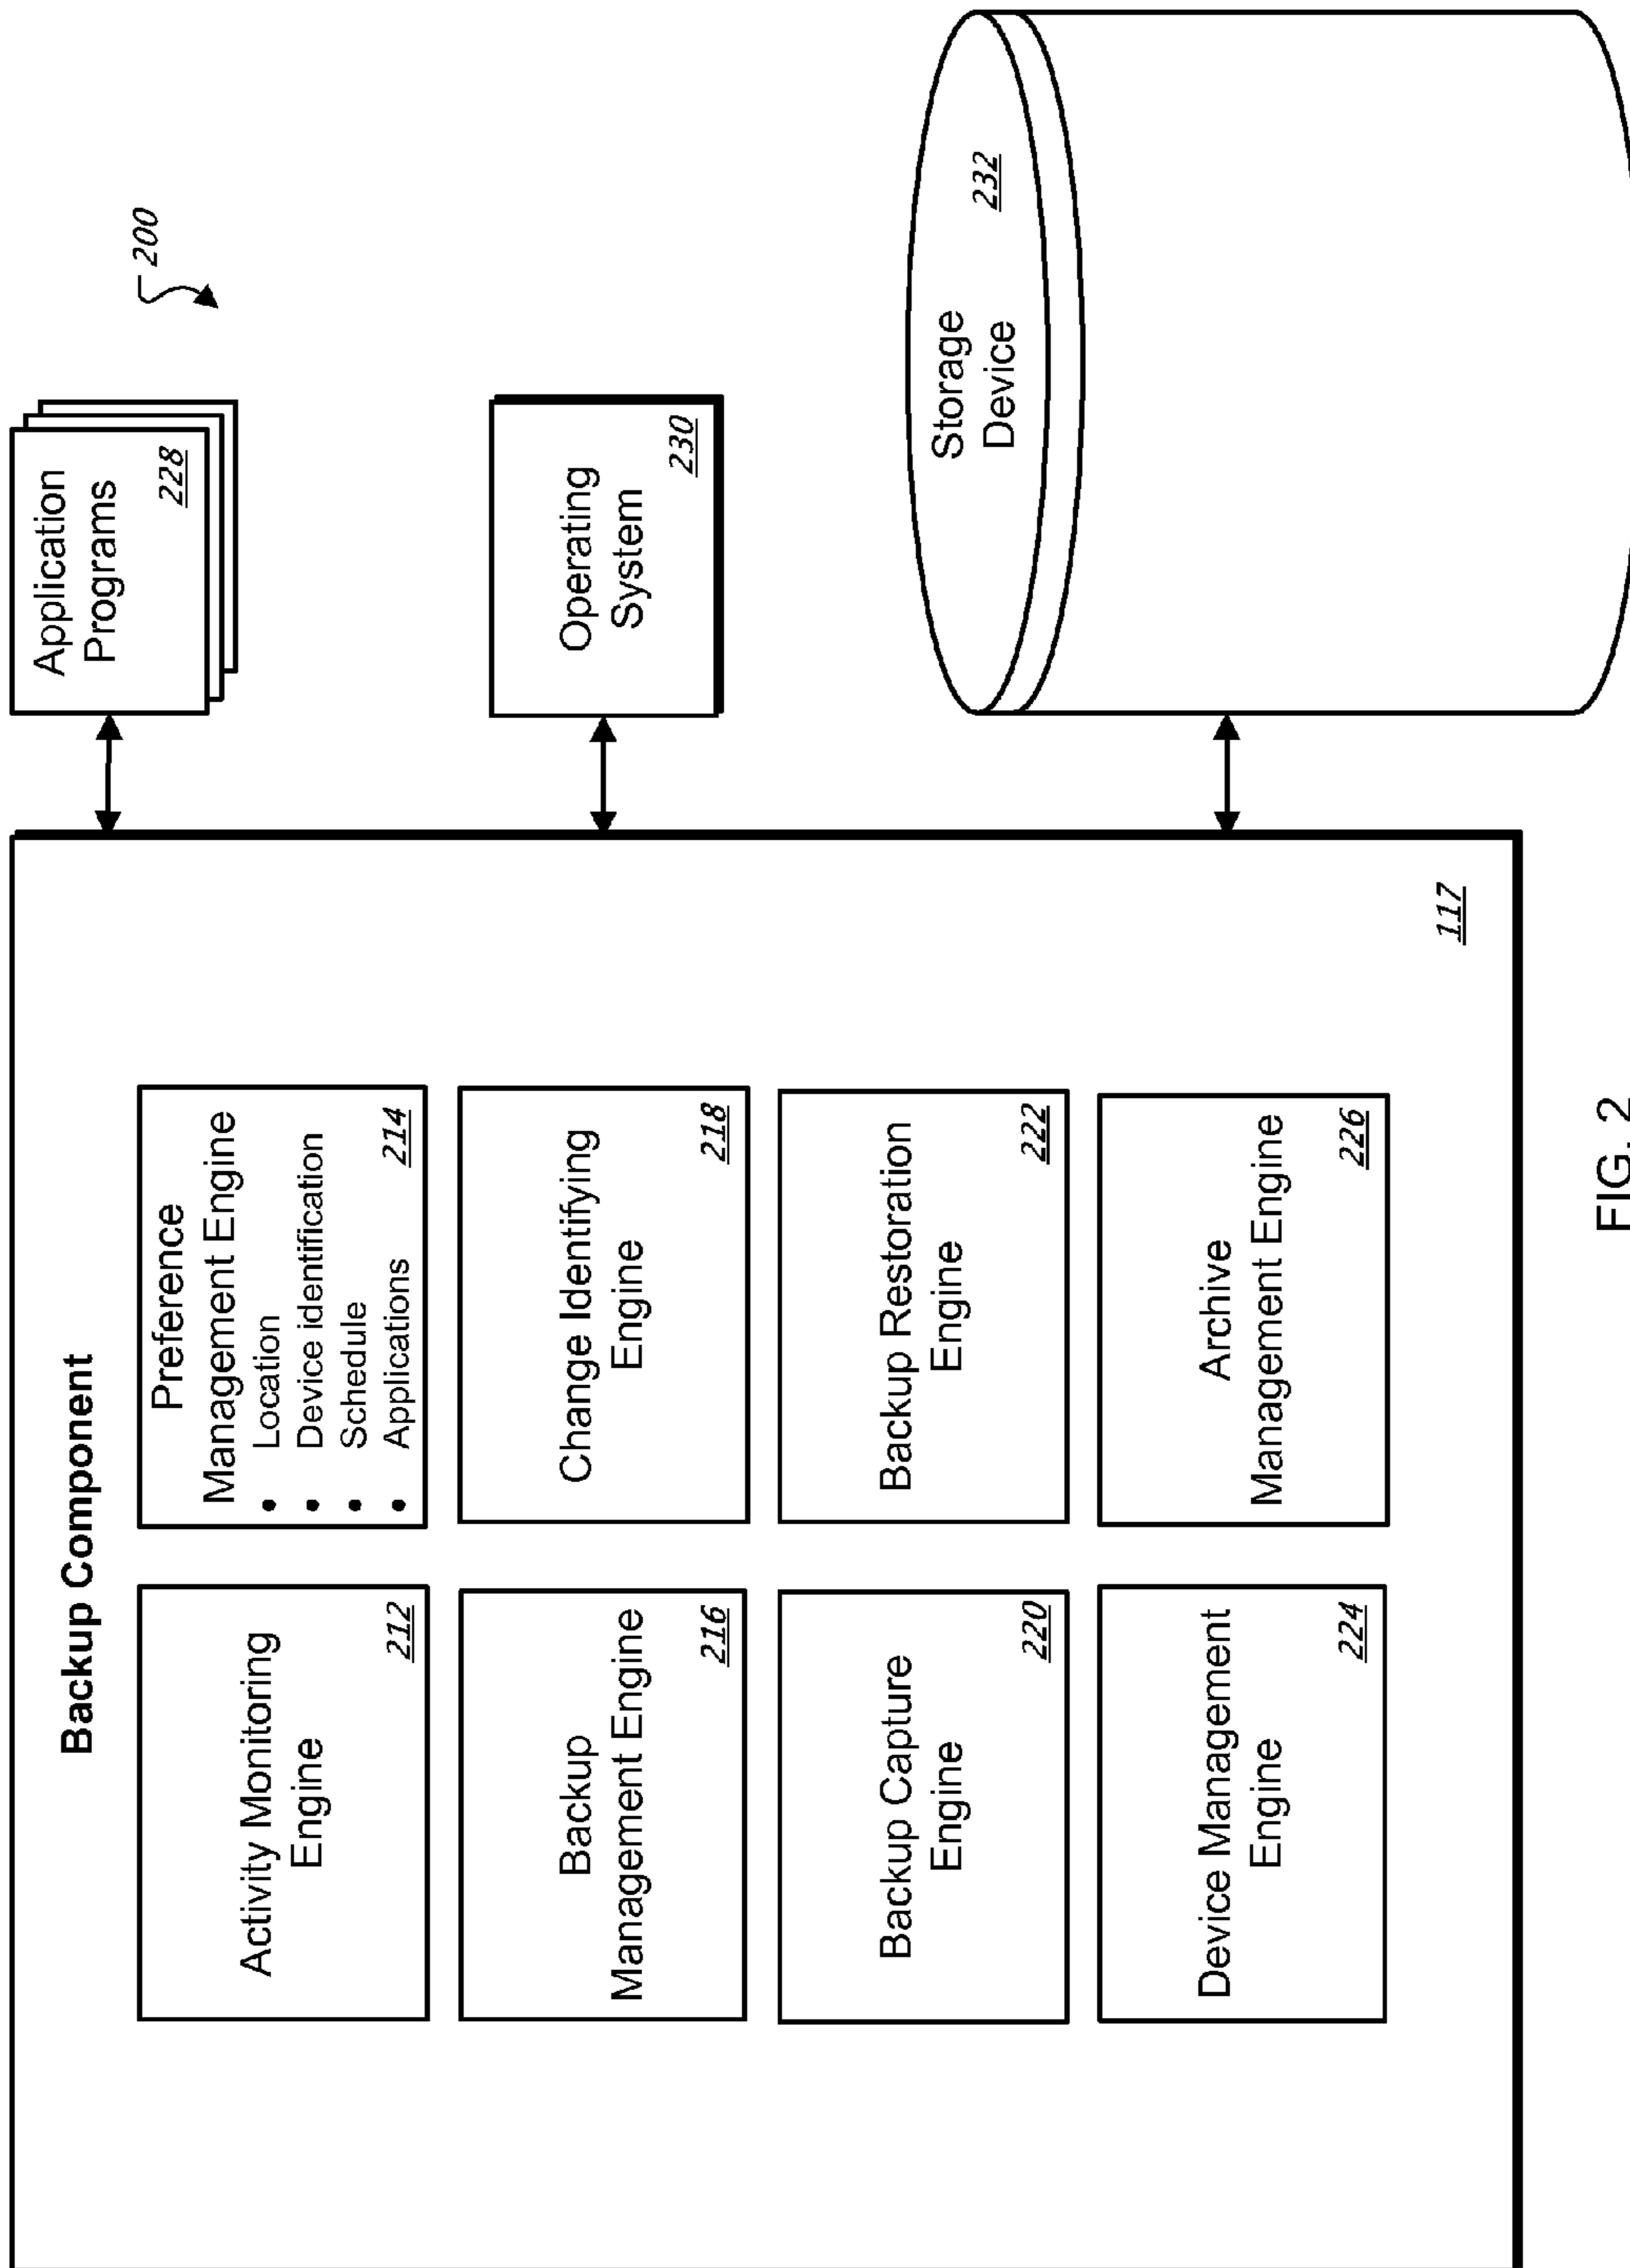 200
Backup Component
Activity Monitoring
Engine
212
Preference
Management Engine
• Location
• Device identification
• Schedule
• Applications
214
Backup
Management Engine
216
Change Identifying
Engine
218
Backup Capture
Engine
220
Backup Restoration
Engine
222
Device Management
Engine
224
Archive
Management Engine
226
117
Application
Programs
228
Operating
System
230
Storage
Device
232
FIG. 2